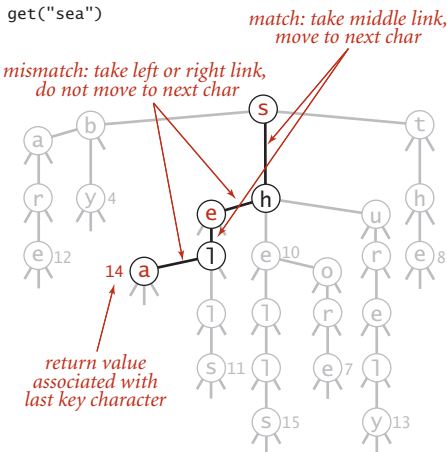 get("sea")
match: take middle link,
move to next char
mismatch: take left or right link,
do not move to next char
s
b
t
a
y 4
r
h
e
h
u
e 12
l
e 10
o
r
e 8
14 a
l
l
r
e
s 11
l
e 7
l
s 15
y 13
return value
associated with
last key character